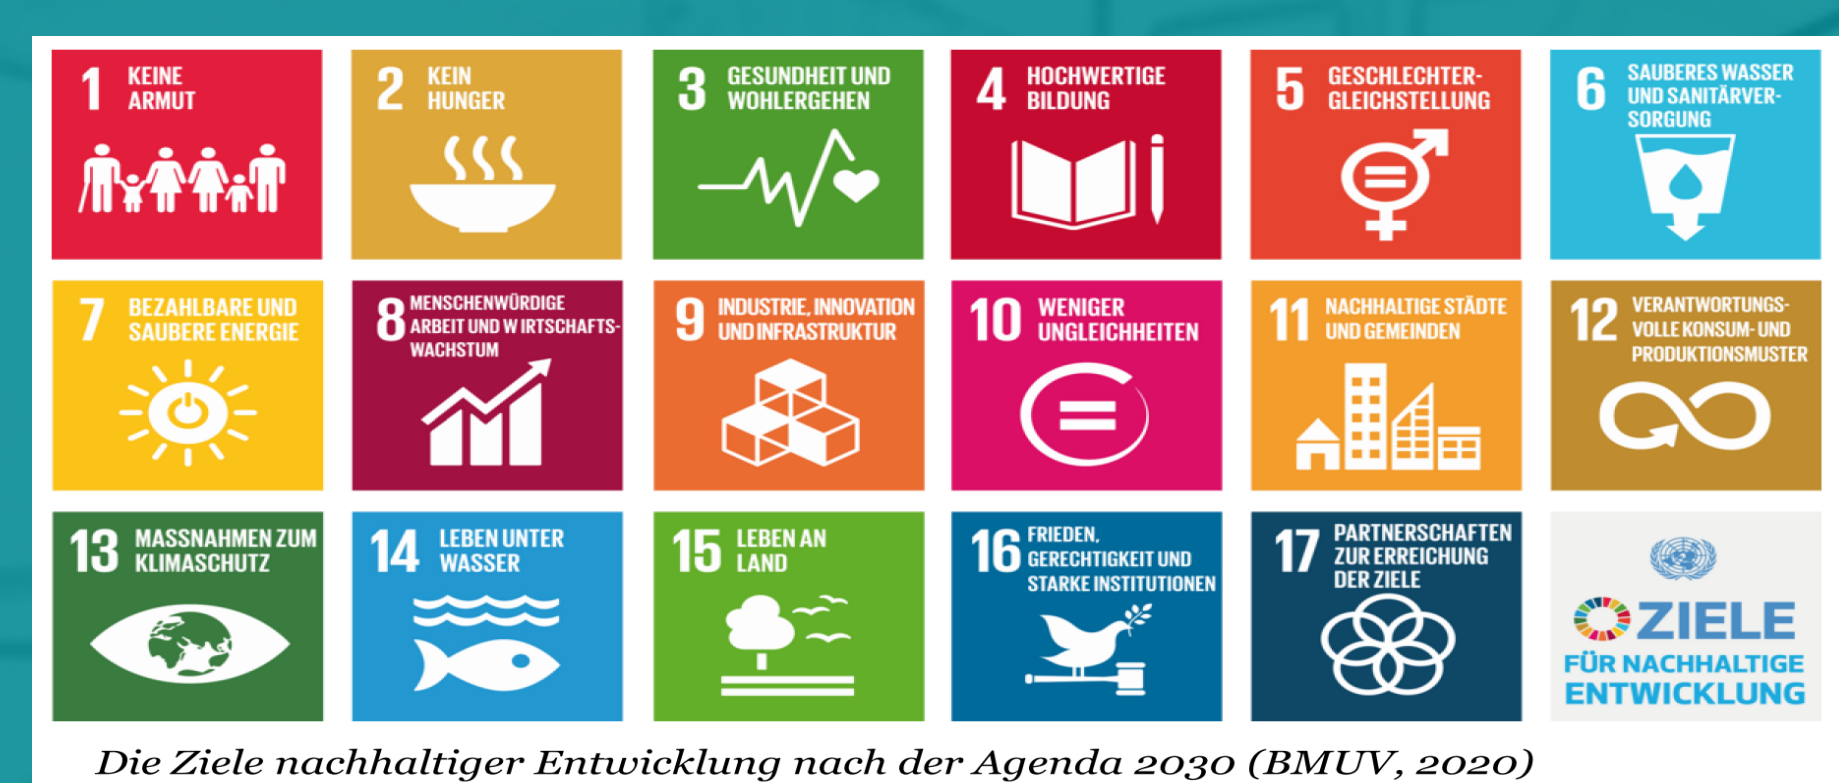 1 KEINE
ARMUT
2 KEIN
HUNGER
3 GESUNDHEIT UND
WOHLERGEHEN
4 HOCHWERTIGE
BILDUNG
5 GESCHLECHTER-
GLEICHSTELLUNG
6 SAUBERES WASSER
UND SANITÄRVER-
SORGUNG
7 BEZAHLBARE UND
SAUBERE ENERGIE
8 MENSCHENWÜRDIGE
ARBEIT UND W IRTSCHAFTS-
WACHSTUM
9 INDUSTRIE, INNOVATION
UND INFRASTRUKTUR
10 WENIGER
UNGLEICHHEITEN
11 NACHHALTIGE STÄDTE
UND GEMEINDEN
12 VERANTWORTUNGS-
VOLLE KONSUM- UND
PRODUKTIONSMUSTER
13 MASSNAHMEN ZUM
KLIMASCHUTZ
14 LEBEN UNTER
WASSER
15 LEBEN AN
LAND
16 FRIEDEN,
GERECHTIGKEIT UND
STARKE INSTITUTIONEN
17 PARTNERSCHAFTEN
ZUR ERREICHUNG
DER ZIELE
ZIELE
FÜR NACHHALTIGE
ENTWICKLUNG
Die Ziele nachhaltiger Entwicklung nach der Agenda 2030 (BMUV, 2020)